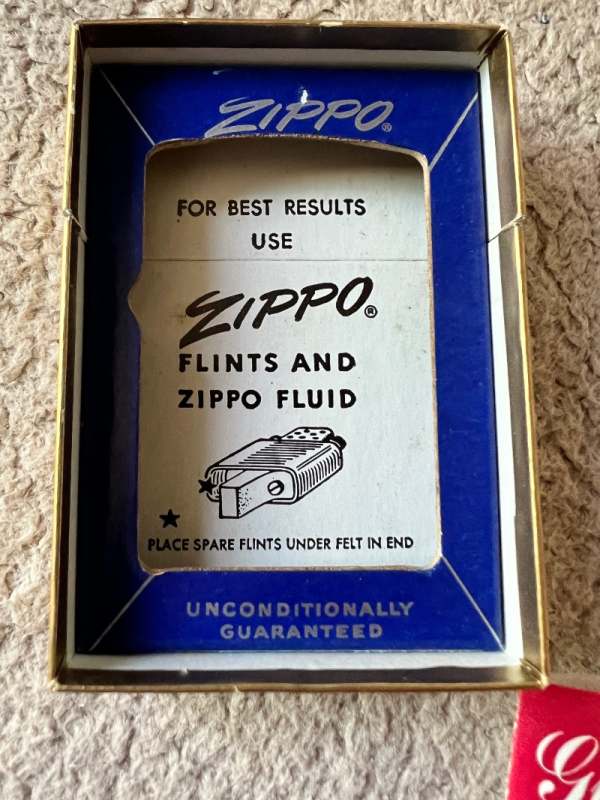 ZIPPO®
FOR BEST RESULTS
USE
ZIPPO®
FLINTS AND
ZIPPO FLUID
★
PLACE SPARE FLINTS UNDER FELT IN END
UNCONDITIONALLY
GUARANTEED